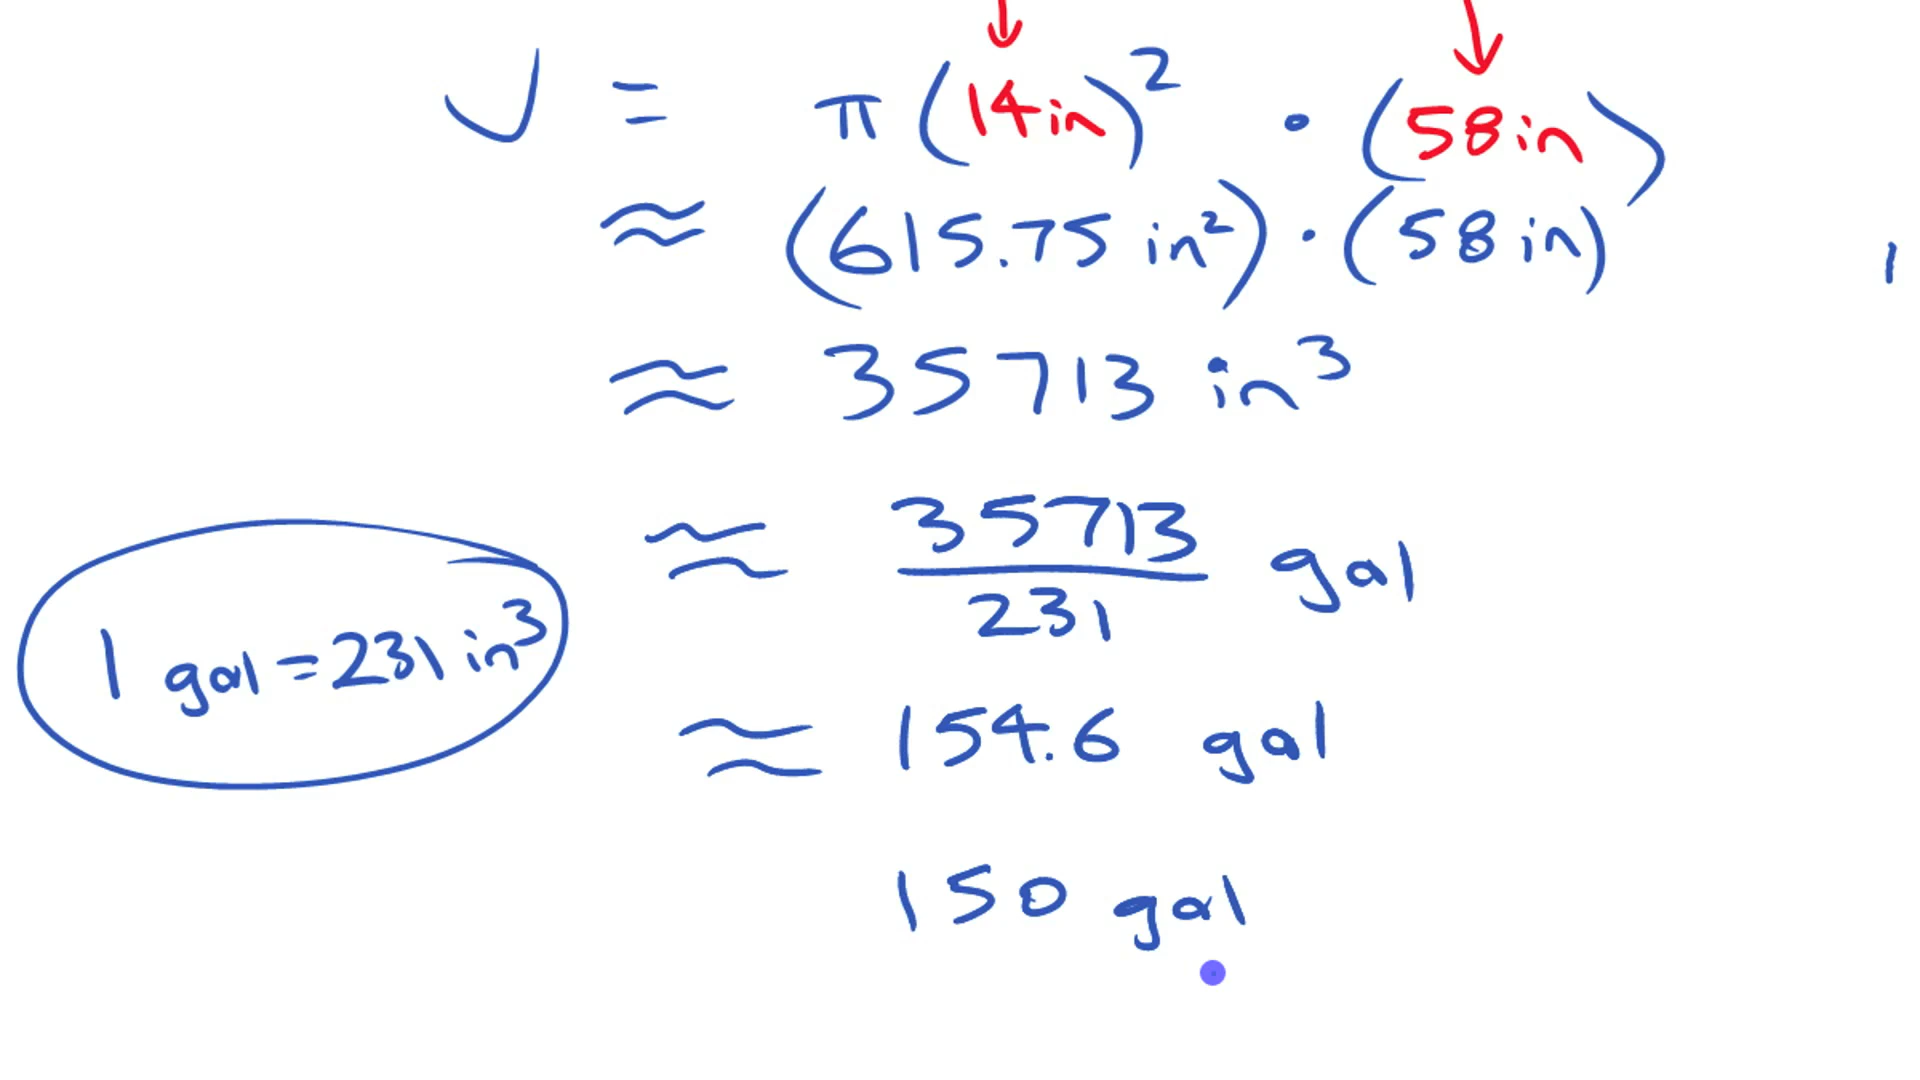 V = π (14in)² · (58in)
≈ (615.75 in²) · (58 in)
≈ 35713 in³
≈ 35713/231 gal
1 gal = 231 in³
≈ 154.6 gal
150 gal